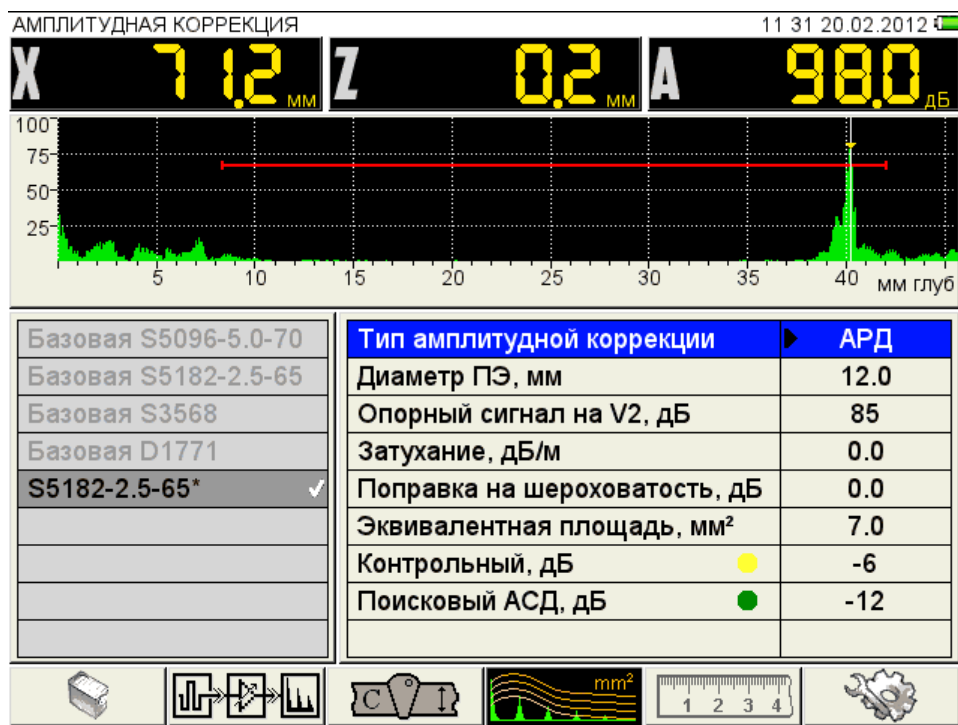 АМПЛИТУДНАЯ КОРРЕКЦИЯ 11 31 20.02.2012
X 71.2 мм Z 0.2 мм A 98.0 дБ
100
75
50
25
5 10 15 20 25 30 35 40 мм глуб
Базовая S5096-5.0-70
Базовая S5182-2.5-65
Базовая S3568
Базовая D1771
S5182-2.5-65*
Тип амплитудной коррекции АРД
Диаметр ПЭ, мм 12.0
Опорный сигнал на V2, дБ 85
Затухание, дБ/м 0.0
Поправка на шероховатость, дБ 0.0
Эквивалентная площадь, мм² 7.0
Контрольный, дБ -6
Поисковый АСД, дБ -12
C mm² 1 2 3 4